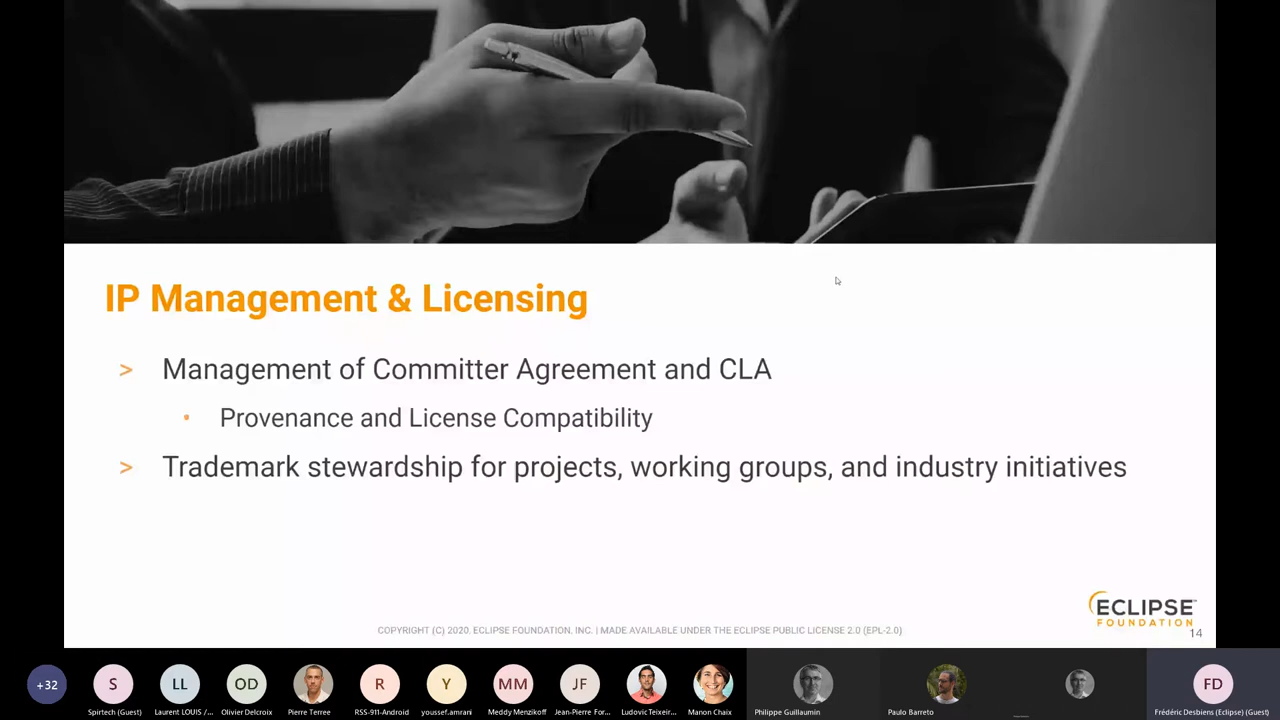 IP Management & Licensing
> Management of Committer Agreement and CLA
• Provenance and License Compatibility
> Trademark stewardship for projects, working groups, and industry initiatives
ECLIPSE™
FOUNDATION
COPYRIGHT (C) 2020, ECLIPSE FOUNDATION, INC. | MADE AVAILABLE UNDER THE ECLIPSE PUBLIC LICENSE 2.0 (EPL-2.0)
14
+32 S LL OD R Y MM JF FD
Spirtech (Guest) Laurent LOUIS /... Olivier Delcroix Pierre Terree RSS-911-Android youssef.amrani Meddy Menzikoff Jean-Pierre For... Ludovic Teixeir... Manon Chaix Philippe Guillaumin Paulo Barreto Frédéric Desbiens (Eclipse) (Guest)